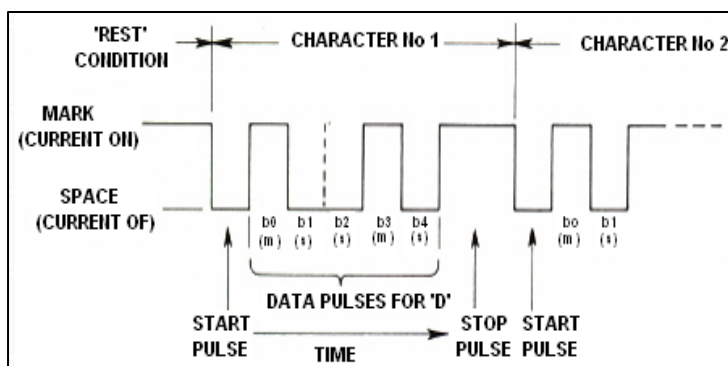 'REST'
CONDITION
CHARACTER No 1
CHARACTER No 2
MARK
(CURRENT ON)
SPACE
(CURRENT OF)
b0 b1 b2 b3 b4 bo b1
(m) (s) (s) (m) (s) (m) (s)
DATA PULSES FOR 'D'
START
PULSE
TIME
STOP
PULSE
START
PULSE